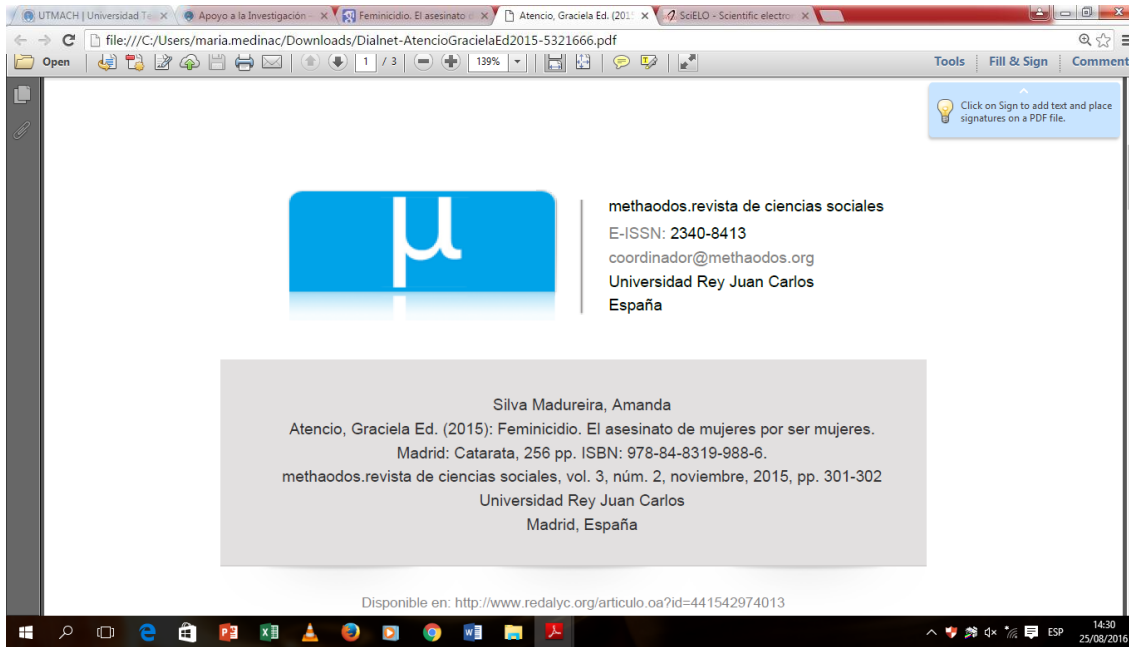 UTMACH | Universidad Te
Apoyo a la Investigación -
Feminicidio. El asesinato d
Atencio, Graciela Ed. (201
SciELO - Scientific electron
file:///C:/Users/maria.medinac/Downloads/Dialnet-AtencioGracielaEd2015-5321666.pdf
Open
1 / 3
139%
Tools
Fill & Sign
Comment
Click on Sign to add text and place
signatures on a PDF file.
µ
methaodos.revista de ciencias sociales
E-ISSN: 2340-8413
coordinador@methaodos.org
Universidad Rey Juan Carlos
España
Silva Madureira, Amanda
Atencio, Graciela Ed. (2015): Feminicidio. El asesinato de mujeres por ser mujeres.
Madrid: Catarata, 256 pp. ISBN: 978-84-8319-988-6.
methaodos.revista de ciencias sociales, vol. 3, núm. 2, noviembre, 2015, pp. 301-302
Universidad Rey Juan Carlos
Madrid, España
Disponible en: http://www.redalyc.org/articulo.oa?id=441542974013
ESP
14:30
25/08/2016